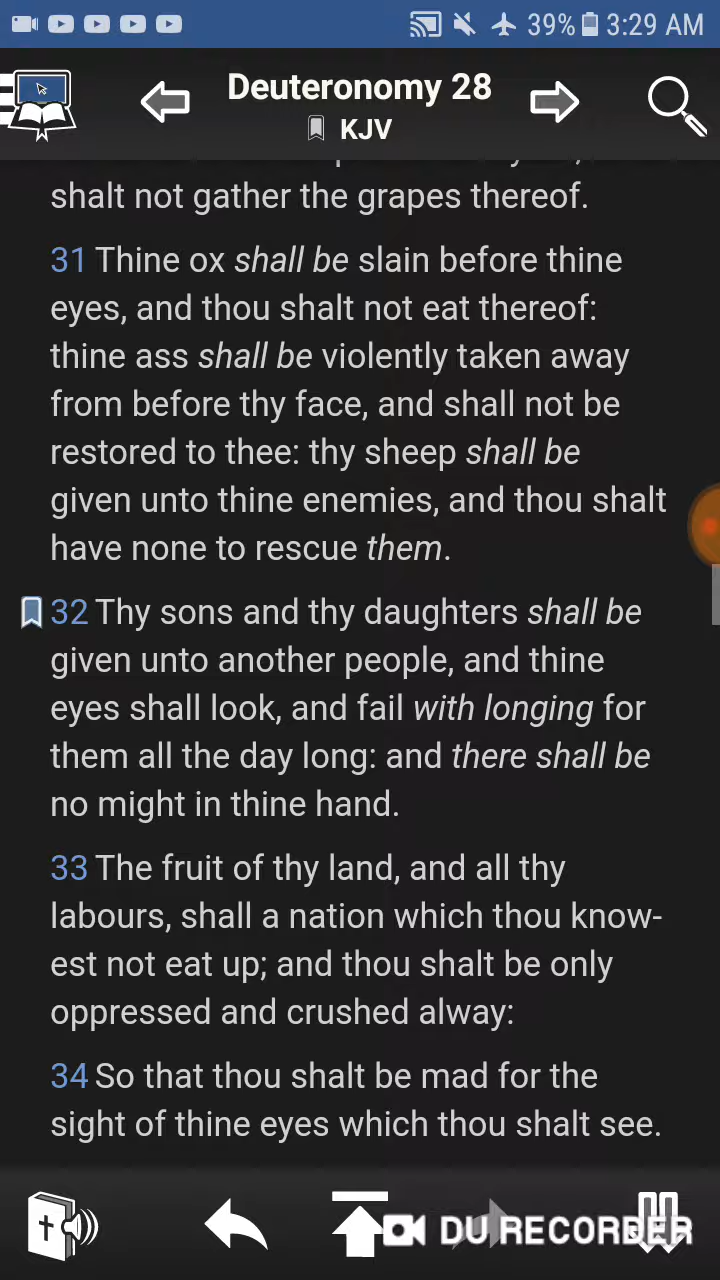 39% 3:29 AM
Deuteronomy 28
KJV
shalt not gather the grapes thereof.
31 Thine ox shall be slain before thine
eyes, and thou shalt not eat thereof:
thine ass shall be violently taken away
from before thy face, and shall not be
restored to thee: thy sheep shall be
given unto thine enemies, and thou shalt
have none to rescue them.
32 Thy sons and thy daughters shall be
given unto another people, and thine
eyes shall look, and fail with longing for
them all the day long: and there shall be
no might in thine hand.
33 The fruit of thy land, and all thy
labours, shall a nation which thou know-
est not eat up; and thou shalt be only
oppressed and crushed alway:
34 So that thou shalt be mad for the
sight of thine eyes which thou shalt see.
DU RECORDER